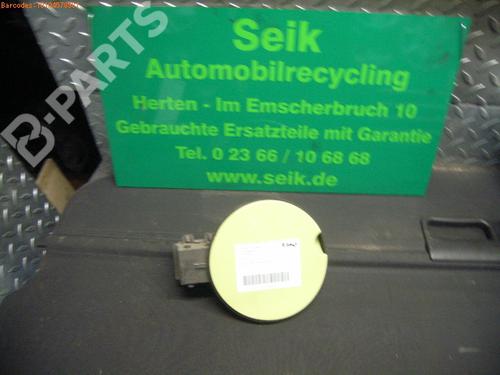 B-PARTS
Seik
Automobilrecycling
Herten - Im Emscherbruch 10
Gebrauchte Ersatzteile mit Garantie
Tel. 0 23 66 / 10 68 68
www.seik.de